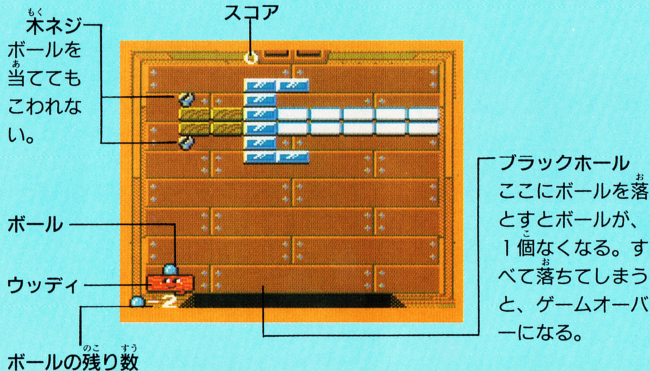 スコア
木ネジ
ボールを
当てても
こわれな
い。
ボール
ウッディ
ボールの残り数
-2
ブラックホール
ここにボールを落
とすとボールが、
1個なくなる。す
べて落ちてしまう
と、ゲームオーバ
ーになる。